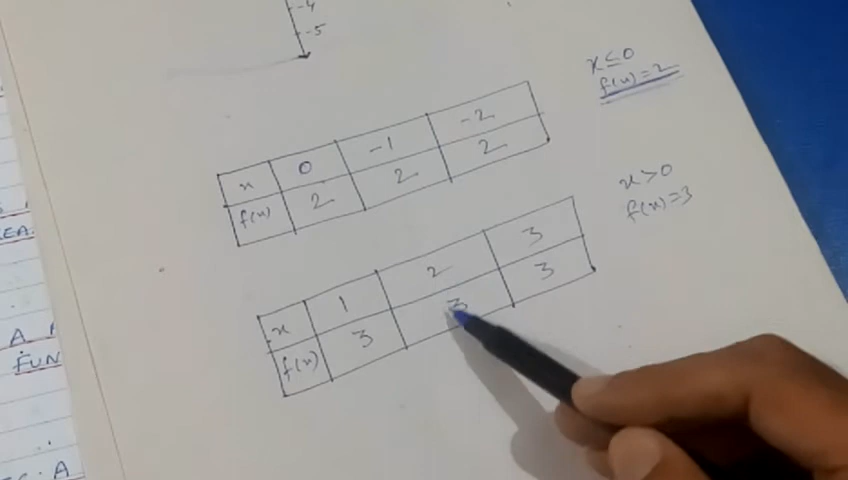 -4
-5
x ≤ 0
f(x) = 2
x 0 -1 -2
f(x) 2 2 2
x > 0
f(x) = 3
x 1 2 3
f(x) 3 3 3
A
FUN
A